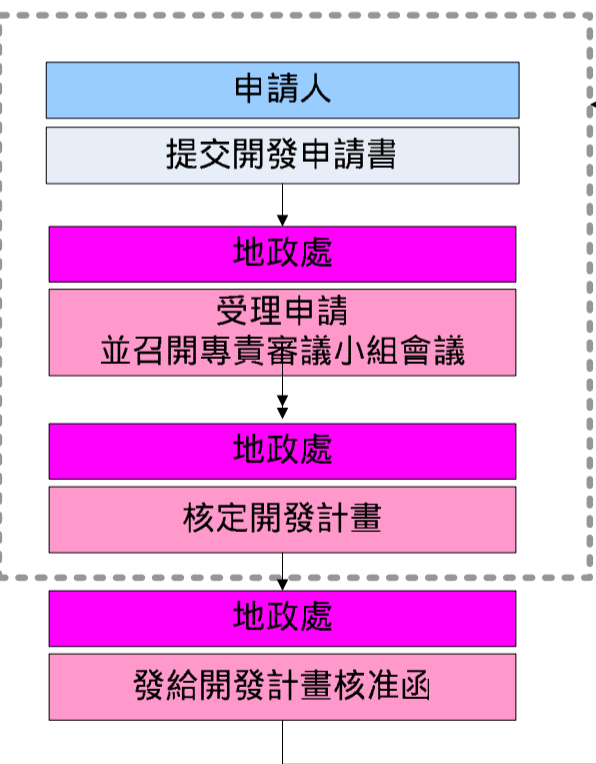 申請人
提交開發申請書
地政處
受理申請
並召開專責審議小組會議
地政處
核定開發計畫
地政處
發給開發計畫核准函